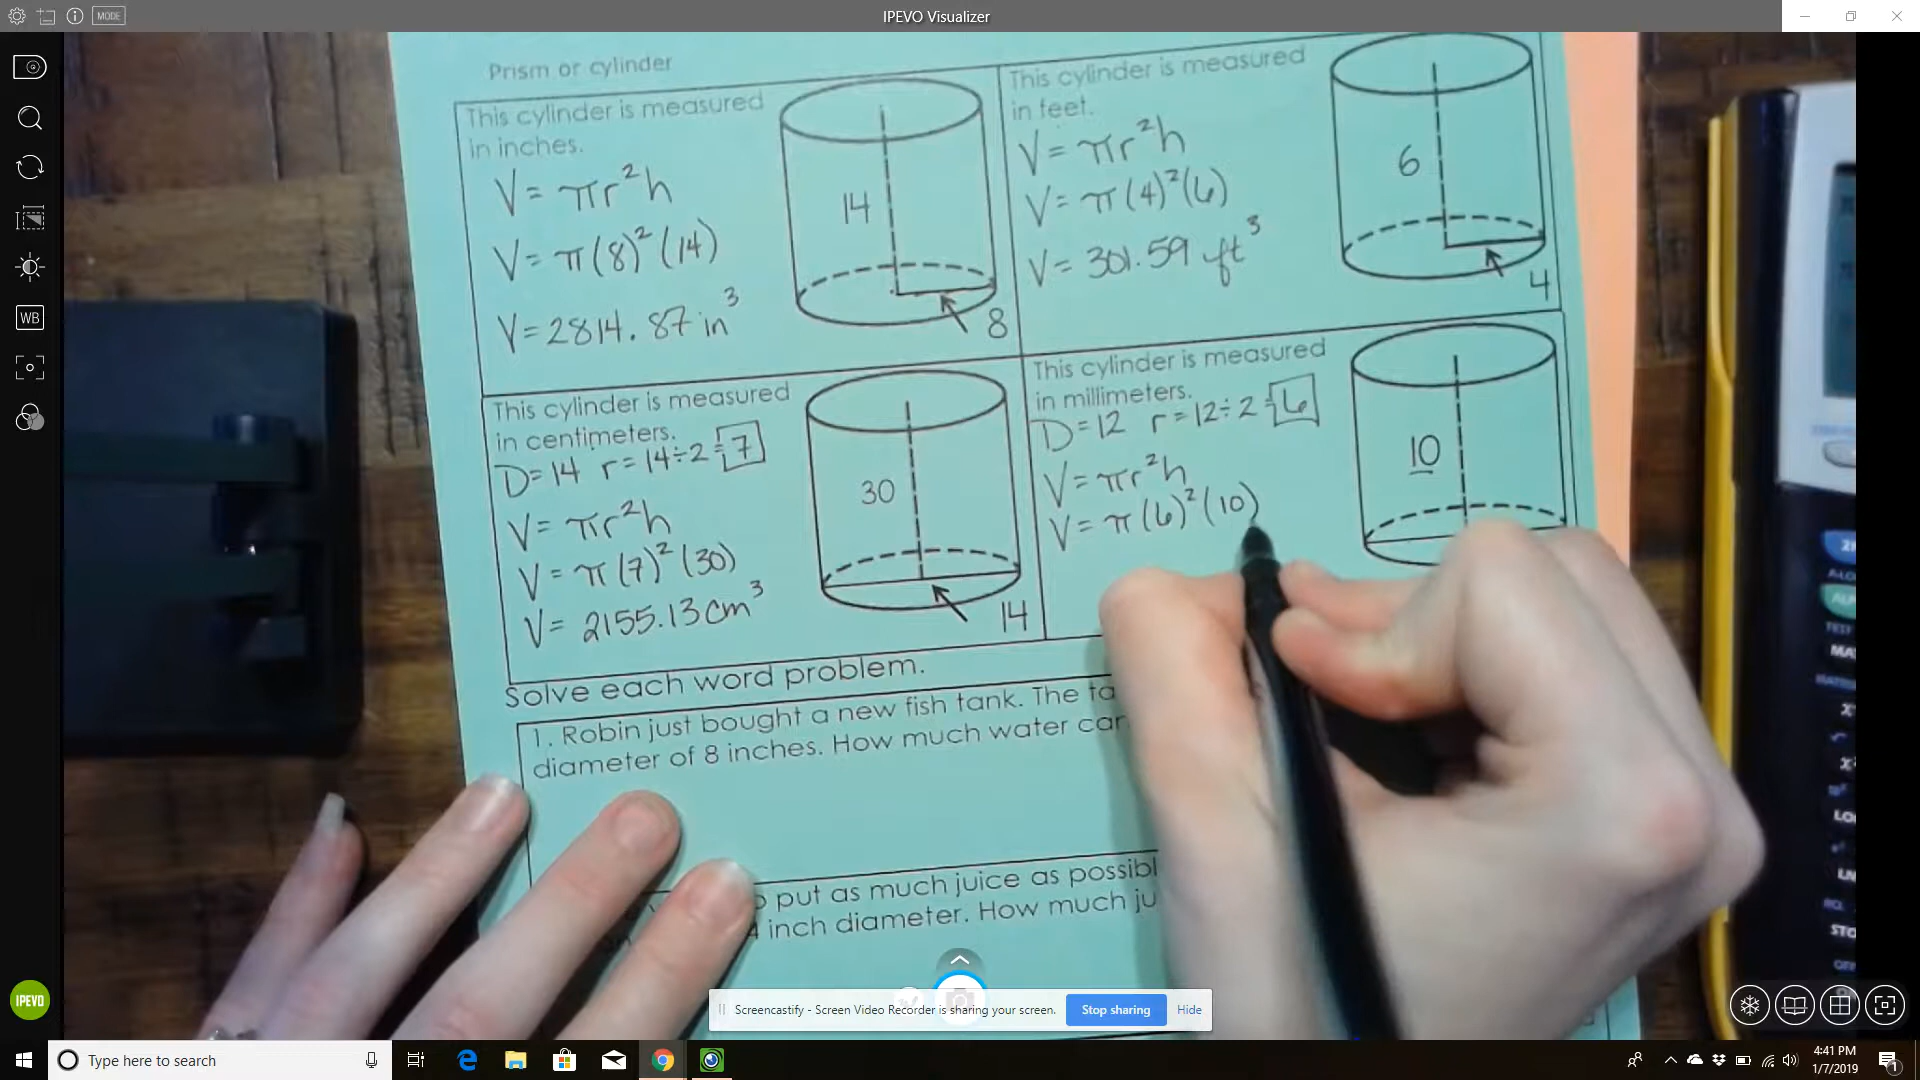 MODE
IPEVO Visualizer
Prism or cylinder
This cylinder is measured
in inches.
V = πr²h
V = π(8)²(14)
V = 2814.87 in³
14
8
This cylinder is measured
in feet.
V = πr²h
V = π(4)²(6)
V = 301.59 ft³
6
4
This cylinder is measured
in centimeters.
D = 14 r = 14÷2 = 7
V = πr²h
V = π(7)²(30)
V = 2155.13 cm³
30
14
This cylinder is measured
in millimeters.
D = 12 r = 12÷2 = 6
V = πr²h
V = π(6)²(10)
10
Solve each word problem.
1. Robin just bought a new fish tank. The
diameter of 8 inches. How much water
put as much juice as
inch diameter. How much
WB
IPEVO
TEST
Screencastify - Screen Video Recorder is sharing your screen.
Stop sharing
Hide
Type here to search
4:41 PM
1/7/2019
1